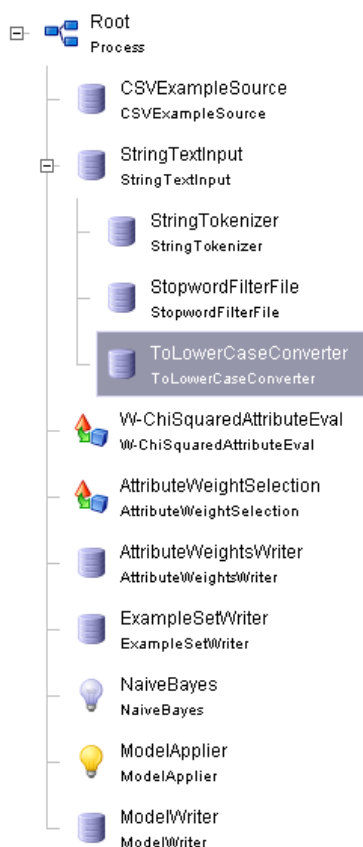 Root
Process
CSVExampleSource
CSVExampleSource
StringTextInput
StringTextInput
StringTokenizer
StringTokenizer
StopwordFilterFile
StopwordFilterFile
ToLowerCaseConverter
ToLowerCaseConverter
W-ChiSquaredAttributeEval
W-ChiSquaredAttributeEval
AttributeWeightSelection
AttributeWeightSelection
AttributeWeightsWriter
AttributeWeightsWriter
ExampleSetWriter
ExampleSetWriter
NaiveBayes
NaiveBayes
ModelApplier
ModelApplier
ModelWriter
ModelWriter